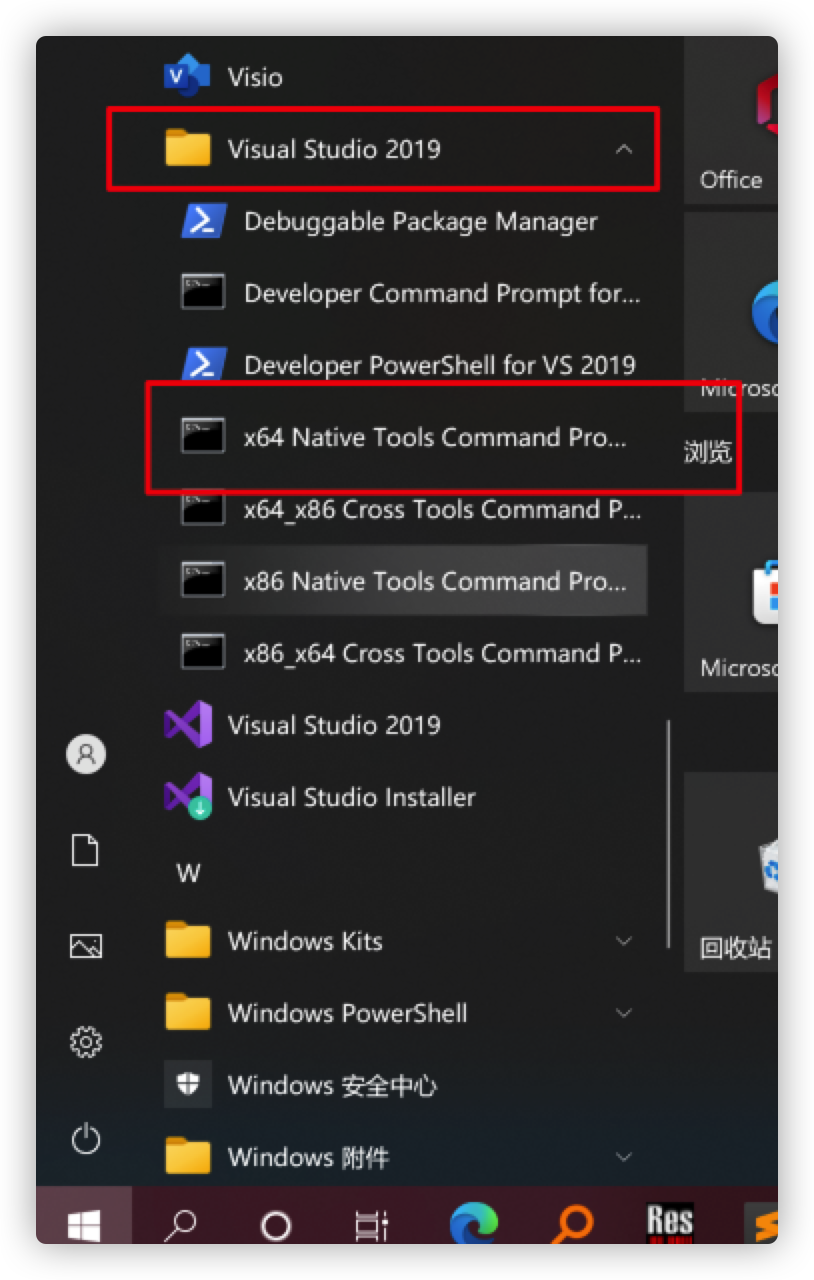 Visio
Visual Studio 2019
Office
Debuggable Package Manager
Developer Command Prompt for...
Developer PowerShell for VS 2019
Microsc
x64 Native Tools Command Pro...
浏览
x64_x86 Cross Tools Command P...
x86 Native Tools Command Pro...
x86_x64 Cross Tools Command P...
Microsc
Visual Studio 2019
Visual Studio Installer
W
Windows Kits
回收站
Windows PowerShell
Windows 安全中心
Windows 附件
Res